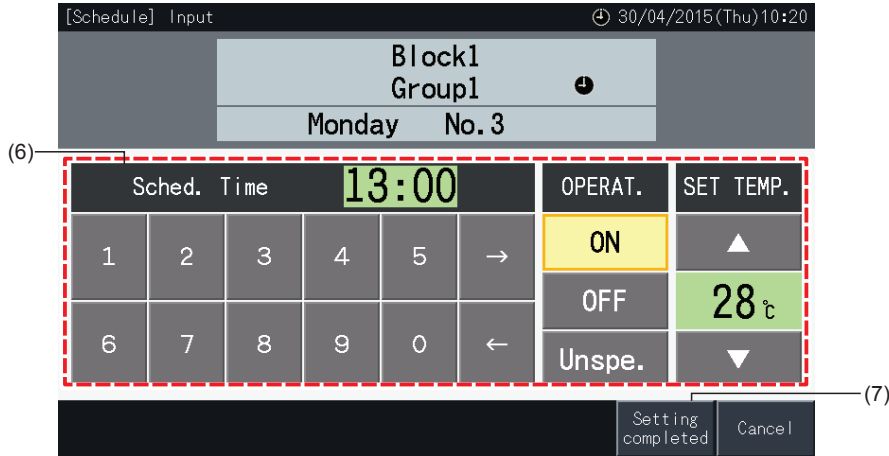 [Schedule] Input 30/04/2015(Thu)10:20
Block1
Group1
Monday No.3
(6)
Sched. Time 13:00 OPERAT. SET TEMP.
1 2 3 4 5 → ON ▲
OFF 28℃
6 7 8 9 0 ← Unspe. ▼
(7)
Setting
completed
Cancel